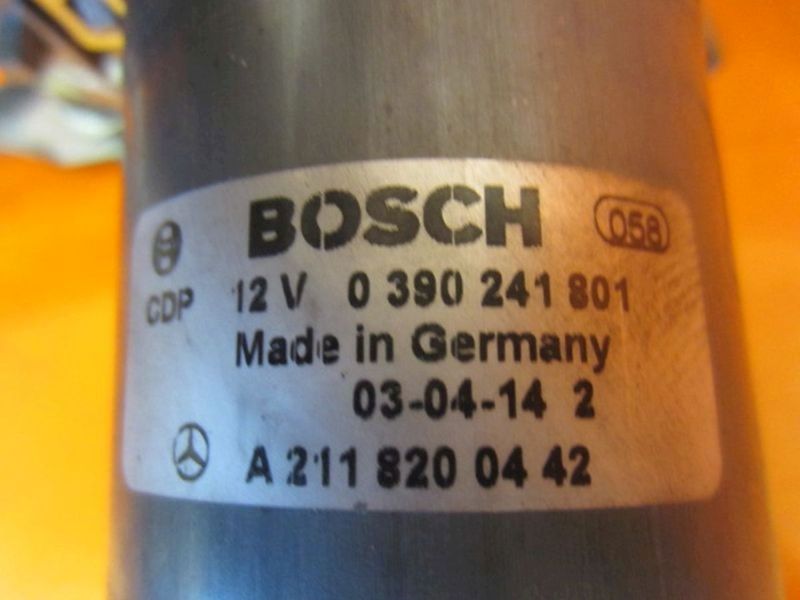 BOSCH 058
CDP 12 V 0 390 241 801
Made in Germany
03-04-14 2
A 211 820 04 42